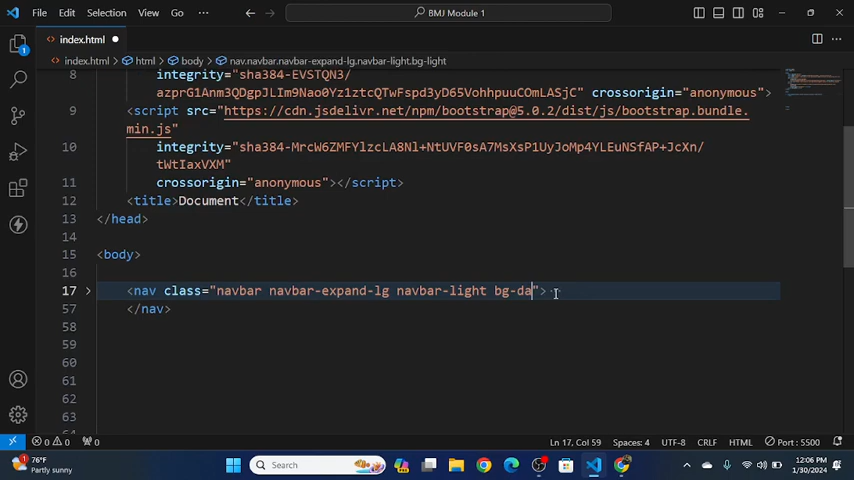 File Edit Selection View Go ··· BMJ Module 1
index.html
index.html > html > body > nav.navbar.navbar-expand-lg.navbar-light.bg-light
8 integrity="sha384-EVSTQN3/
azprG1Anm3QDgpJLIm9Nao0Yz1ztcQTwFspd3yD65VohhpuuCOmLASjC" crossorigin="anonymous">
9 <script src="https://cdn.jsdelivr.net/npm/bootstrap@5.0.2/dist/js/bootstrap.bundle.
min.js"
10 integrity="sha384-MrcW6ZMFYlzcLA8Nl+NtUVF0sA7MsXsP1UyJoMp4YLEuNSfAP+JcXn/
tWtIaxVXM"
11 crossorigin="anonymous"></script>
12 <title>Document</title>
13 </head>
14
15 <body>
16
17 <nav class="navbar navbar-expand-lg navbar-light bg-da">
57 </nav>
58
59
60
61
62
63
0 0 0 Ln 17, Col 59 Spaces: 4 UTF-8 CRLF HTML Port : 5500
1
76°F
Partly sunny
Search
12:06 PM
1/30/2024